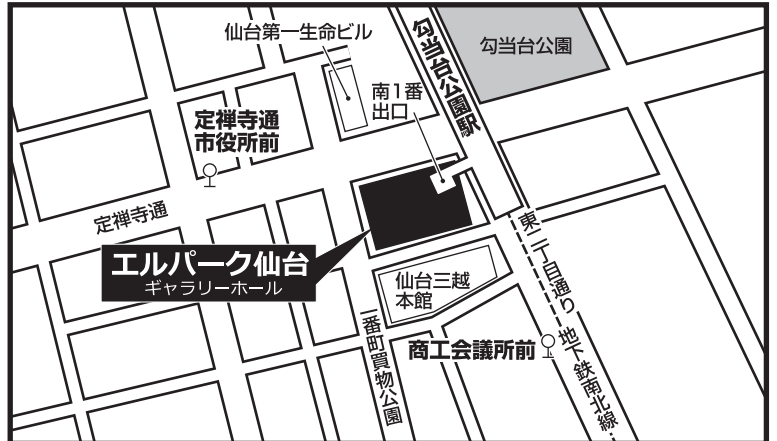 仙台第一生命ビル
勾当台公園駅
勾当台公園
南1番
出口
定禅寺通
市役所前
定禅寺通
エルパーク仙台
ギャラリーホール
仙台三越
本館
東二丁目通り
地下鉄南北線
一番町買物公園
商工会議所前